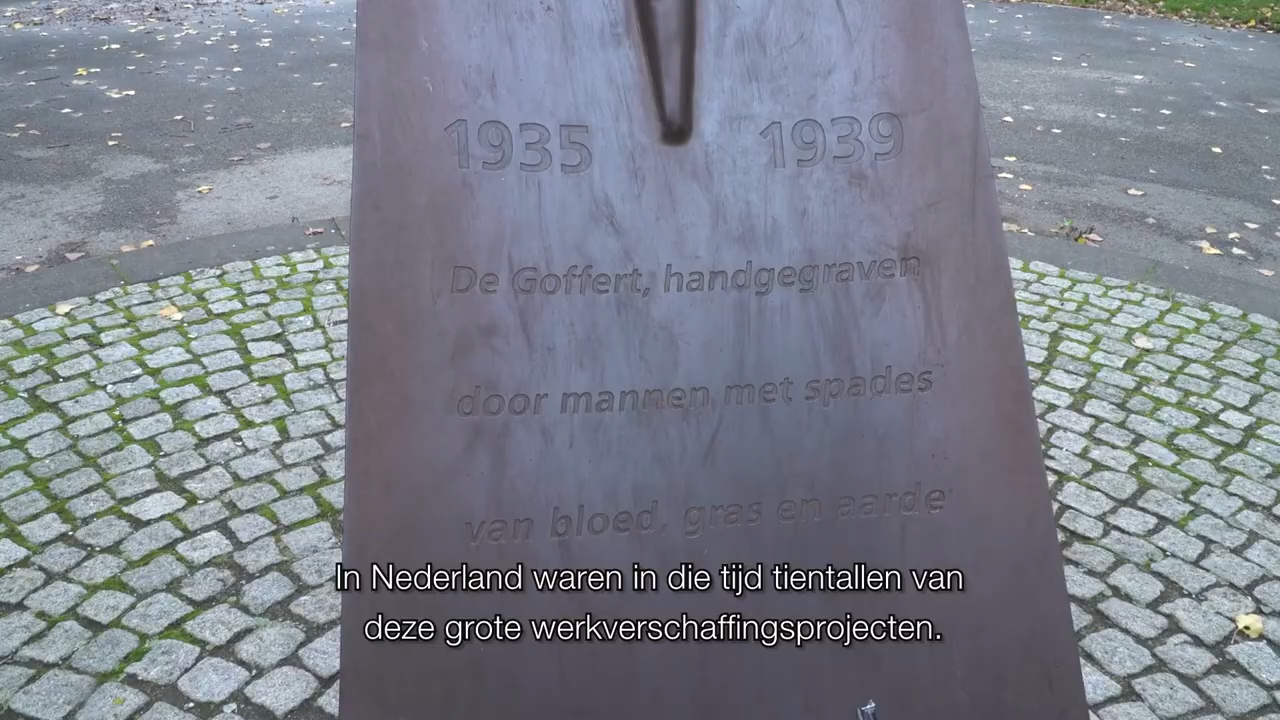 1935 1939
De Goffert, handgegraven
door mannen met spades
van bloed, gras en aarde
In Nederland waren in die tijd tientallen van
deze grote werkverschaffingsprojecten.